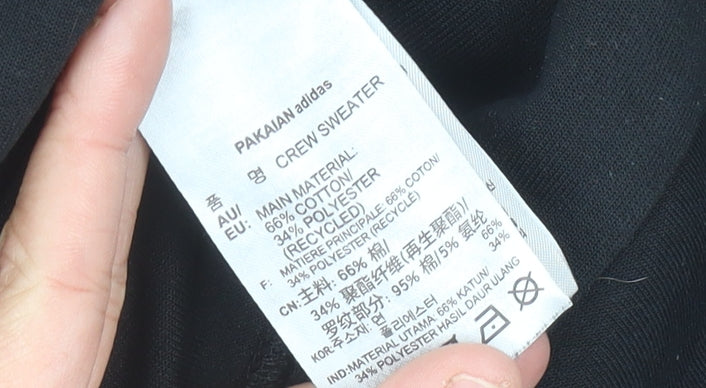 PAKAIAN adidas
품 명 CREW SWEATER
AU/ MAIN MATERIAL:
EU: 66% COTTON/
34% POLYESTER
(RECYCLED)
F: MATIERE PRINCIPALE: 66% COTON/
34% POLYESTER (RECYCLE)
CN: 主料: 66% 棉/
34% 聚酯纤维(再生聚酯)/
罗纹部分: 95% 棉/5% 氨纶
KOR: 주소재: 면 66%
폴리에스터 34%
IND: MATERIAL UTAMA: 66% KATUN/
34% POLYESTER HASIL DAUR ULANG